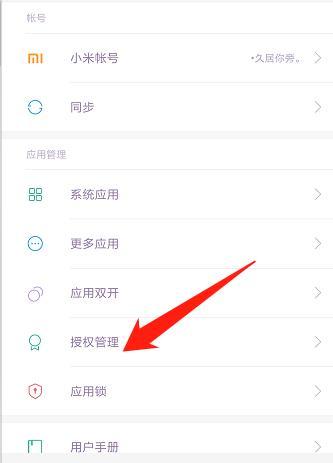 帐号
小米帐号 •久居你旁。
同步
应用管理
系统应用
更多应用
应用双开
授权管理
应用锁
用户手册